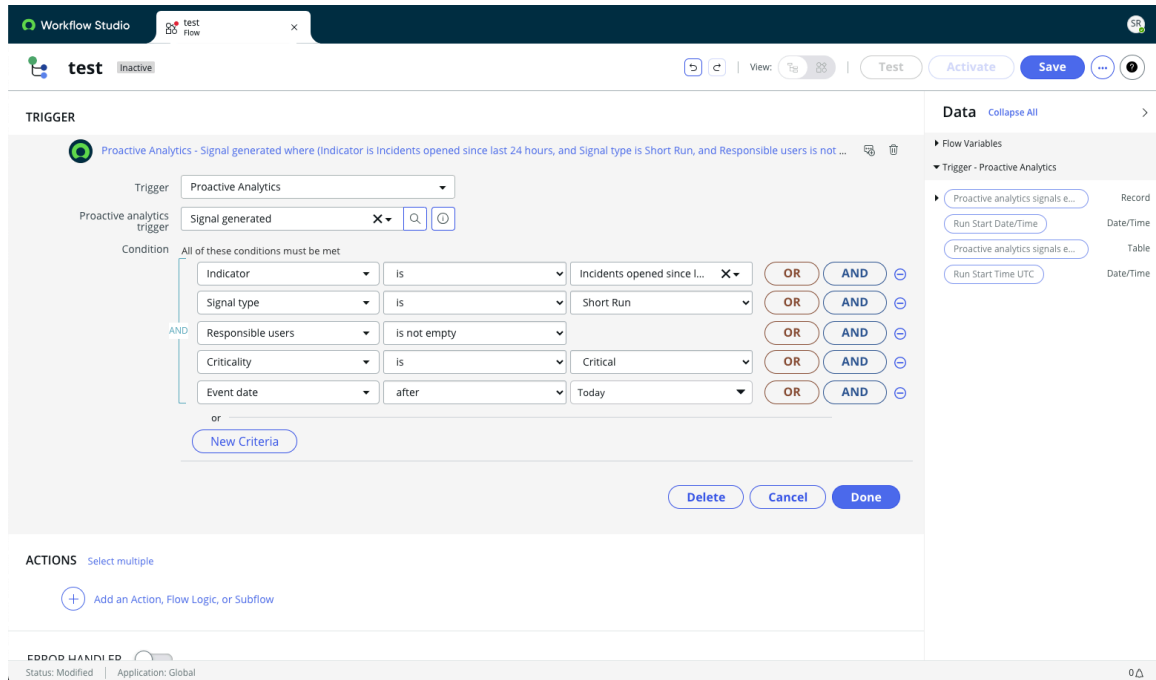 Workflow Studio
test
Flow
SR
test Inactive
View: Test Activate Save
TRIGGER
Proactive Analytics - Signal generated where (Indicator is Incidents opened since last 24 hours, and Signal type is Short Run, and Responsible users is not ...
Trigger Proactive Analytics
Proactive analytics trigger Signal generated
Condition All of these conditions must be met
Indicator is Incidents opened since l... OR AND
Signal type is Short Run OR AND
AND
Responsible users is not empty OR AND
Criticality is Critical OR AND
Event date after Today OR AND
or
New Criteria
Delete Cancel Done
ACTIONS Select multiple
Add an Action, Flow Logic, or Subflow
ERROR HANDLER
Status: Modified Application: Global
0
Data Collapse All
Flow Variables
Trigger - Proactive Analytics
Proactive analytics signals e... Record
Run Start Date/Time Date/Time
Proactive analytics signals e... Table
Run Start Time UTC Date/Time